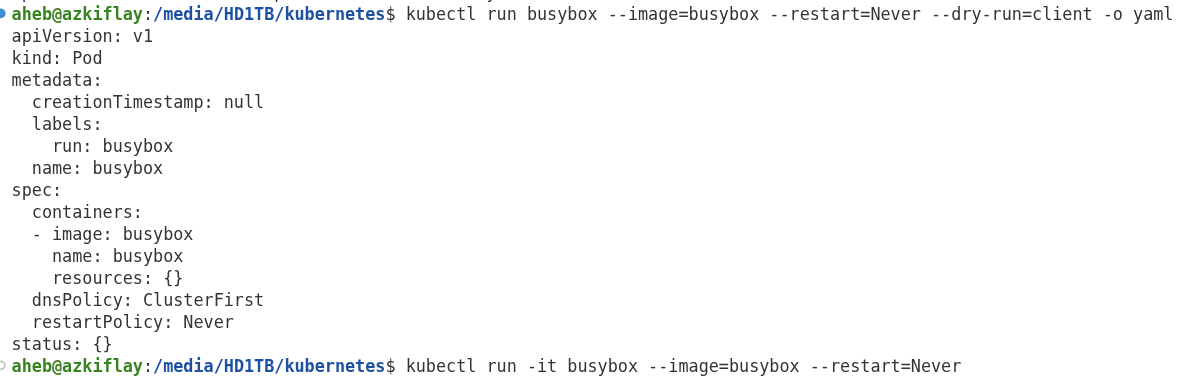 aheb@azkiflay:/media/HD1TB/kubernetes$ kubectl run busybox --image=busybox --restart=Never --dry-run=client -o yaml
apiVersion: v1
kind: Pod
metadata:
  creationTimestamp: null
  labels:
    run: busybox
  name: busybox
spec:
  containers:
  - image: busybox
    name: busybox
    resources: {}
  dnsPolicy: ClusterFirst
  restartPolicy: Never
status: {}
aheb@azkiflay:/media/HD1TB/kubernetes$ kubectl run -it busybox --image=busybox --restart=Never